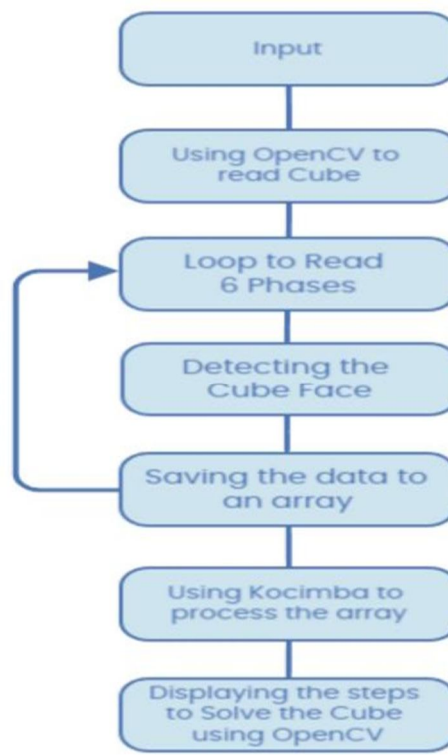 Input
Using OpenCV to
read Cube
Loop to Read
6 Phases
Detecting the
Cube Face
Saving the data to
an array
Using Kocimba to
process the array
Displaying the steps
to Solve the Cube
using OpenCV